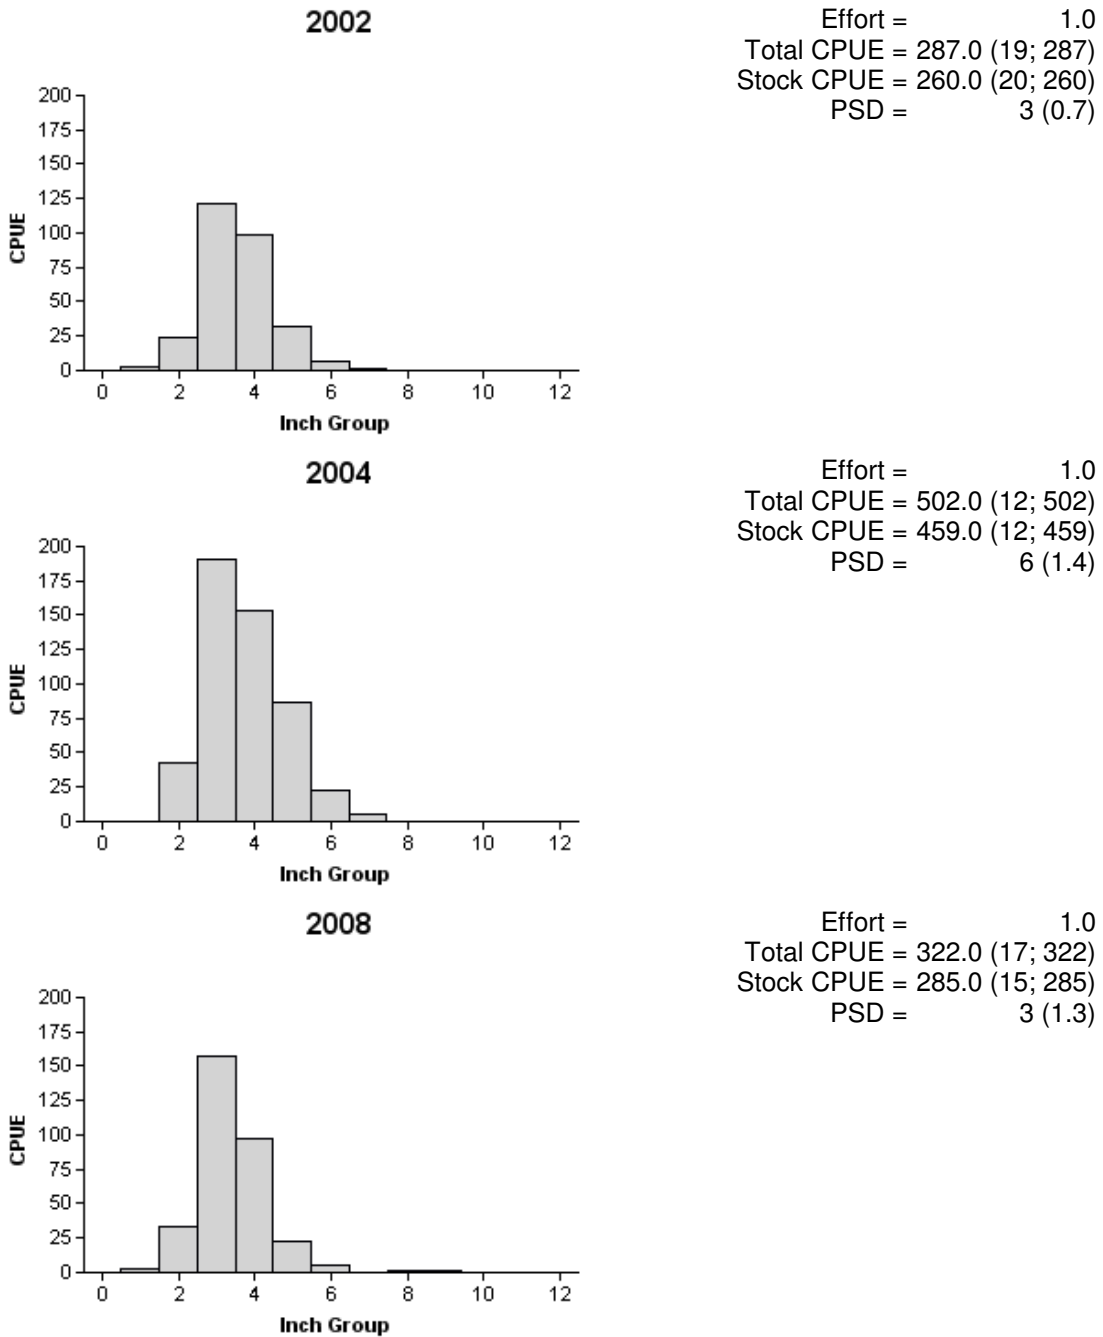 2002
Effort = 1.0
Total CPUE = 287.0 (19; 287)
Stock CPUE = 260.0 (20; 260)
PSD = 3 (0.7)
200
175
150
125
100
75
50
25
0
CPUE
0 2 4 6 8 10 12
Inch Group
2004
Effort = 1.0
Total CPUE = 502.0 (12; 502)
Stock CPUE = 459.0 (12; 459)
PSD = 6 (1.4)
200
175
150
125
100
75
50
25
0
CPUE
0 2 4 6 8 10 12
Inch Group
2008
Effort = 1.0
Total CPUE = 322.0 (17; 322)
Stock CPUE = 285.0 (15; 285)
PSD = 3 (1.3)
200
175
150
125
100
75
50
25
0
CPUE
0 2 4 6 8 10 12
Inch Group